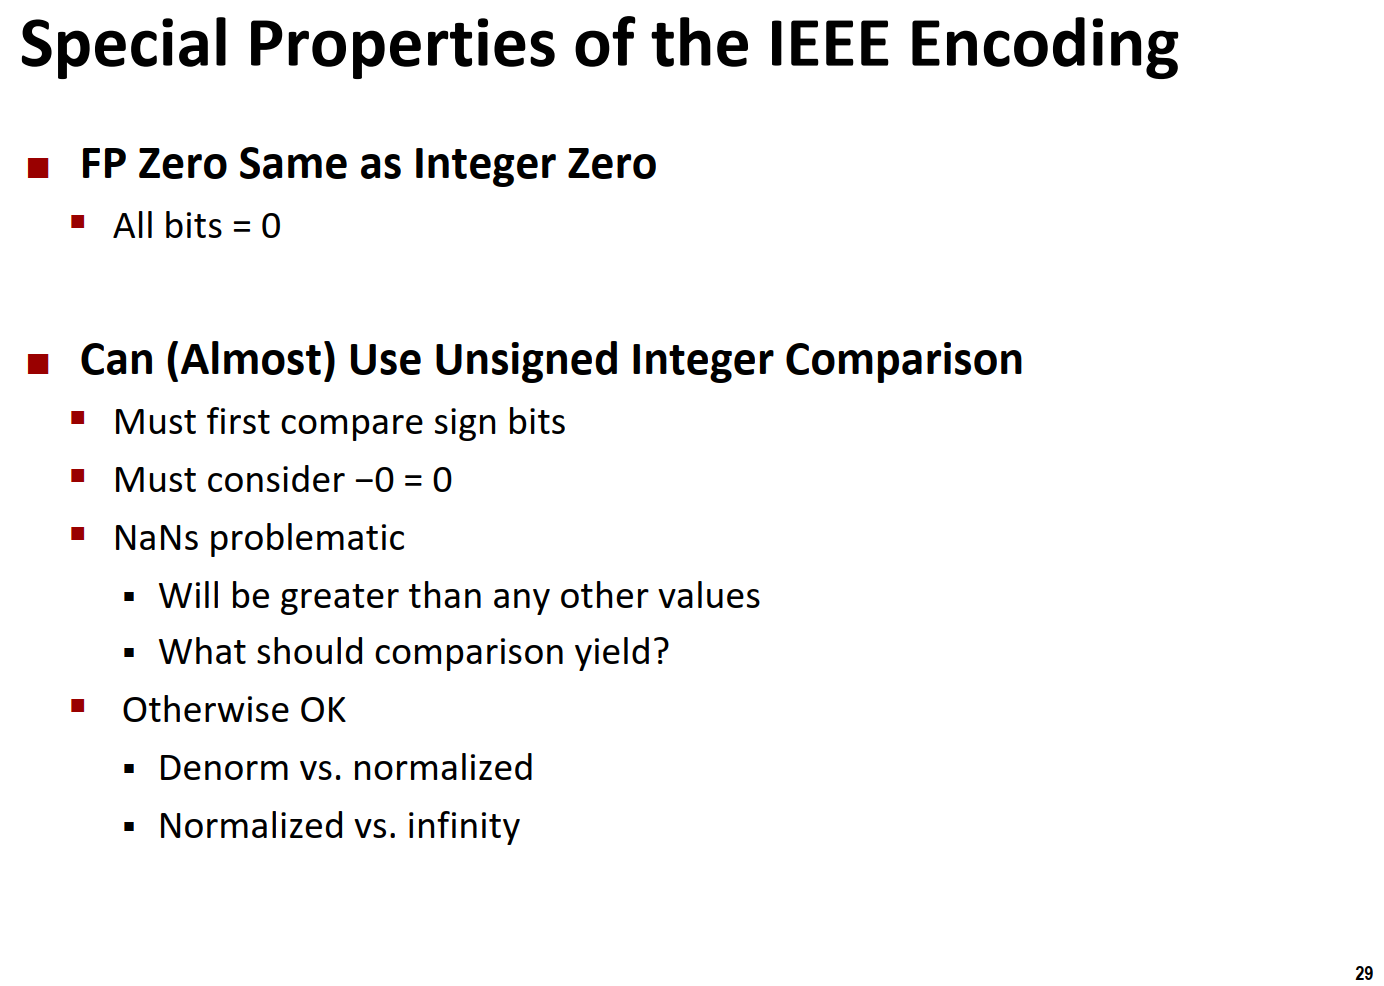 Special Properties of the IEEE Encoding
FP Zero Same as Integer Zero
All bits = 0
Can (Almost) Use Unsigned Integer Comparison
Must first compare sign bits
Must consider −0 = 0
NaNs problematic
Will be greater than any other values
What should comparison yield?
Otherwise OK
Denorm vs. normalized
Normalized vs. infinity
29